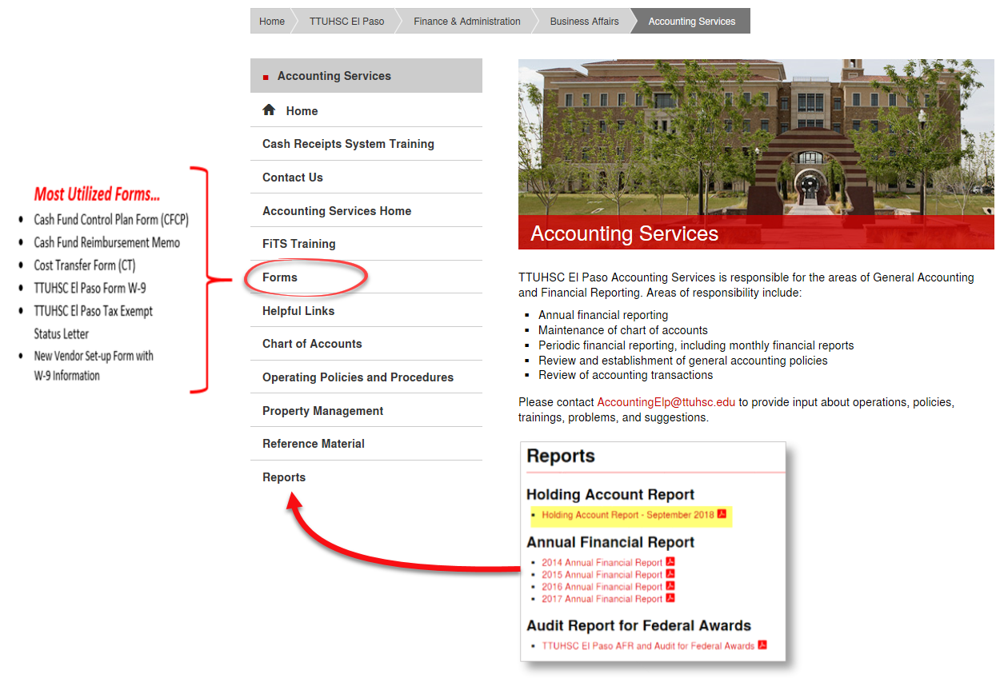 Home
TTUHSC El Paso
Finance & Administration
Business Affairs
Accounting Services
Accounting Services
Home
Cash Receipts System Training
Contact Us
Accounting Services Home
FiTS Training
Forms
Helpful Links
Chart of Accounts
Operating Policies and Procedures
Property Management
Reference Material
Reports
Most Utilized Forms...
• Cash Fund Control Plan Form (CFCP)
• Cash Fund Reimbursement Memo
• Cost Transfer Form (CT)
• TTUHSC El Paso Form W-9
• TTUHSC El Paso Tax Exempt
Status Letter
• New Vendor Set-up Form with
W-9 Information
Accounting Services
TTUHSC El Paso Accounting Services is responsible for the areas of General Accounting
and Financial Reporting. Areas of responsibility include:
▪ Annual financial reporting
▪ Maintenance of chart of accounts
▪ Periodic financial reporting, including monthly financial reports
▪ Review and establishment of general accounting policies
▪ Review of accounting transactions
Please contact AccountingElp@ttuhsc.edu to provide input about operations, policies,
trainings, problems, and suggestions.
Reports
Holding Account Report
▪ Holding Account Report - September 2018
Annual Financial Report
▪ 2014 Annual Financial Report
▪ 2015 Annual Financial Report
▪ 2016 Annual Financial Report
▪ 2017 Annual Financial Report
Audit Report for Federal Awards
▪ TTUHSC El Paso AFR and Audit for Federal Awards